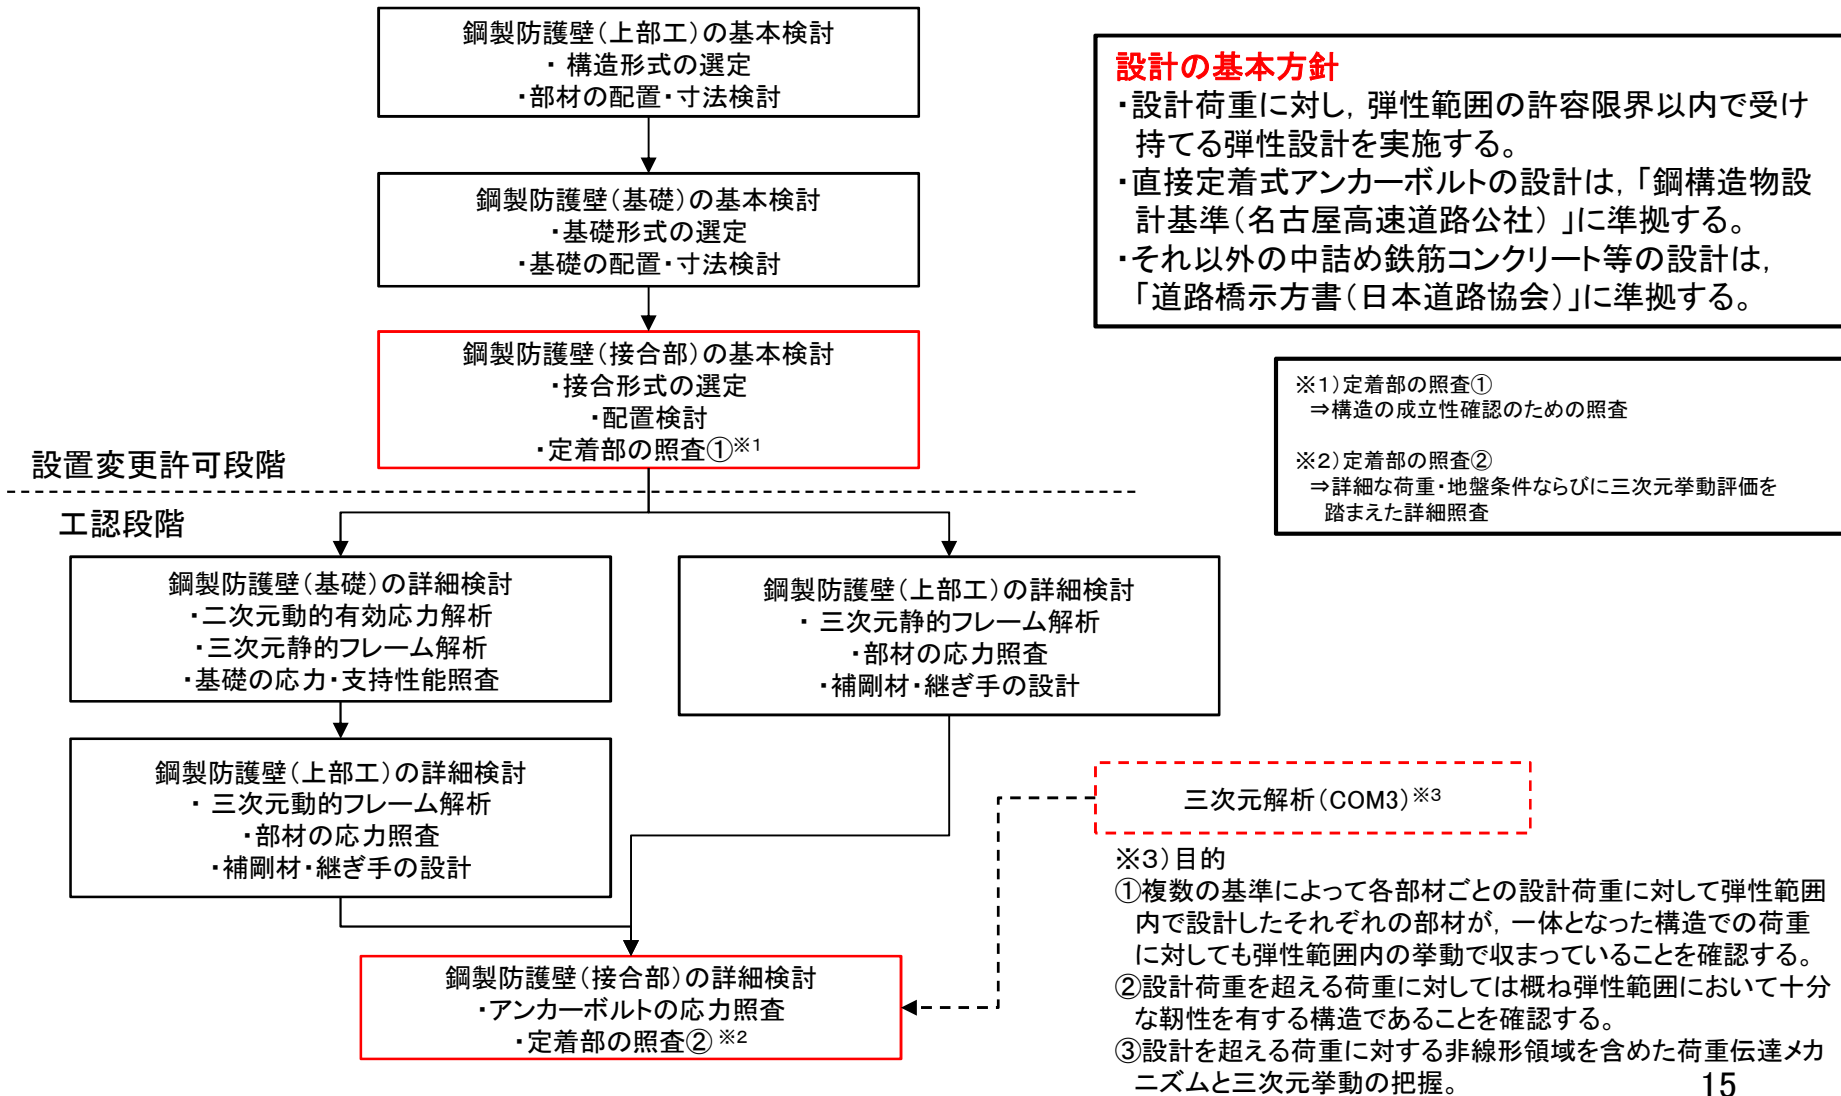 鋼製防護壁(上部工)の基本検討
・構造形式の選定
・部材の配置・寸法検討
鋼製防護壁(基礎)の基本検討
・基礎形式の選定
・基礎の配置・寸法検討
鋼製防護壁(接合部)の基本検討
・接合形式の選定
・配置検討
・定着部の照査①※1
設置変更許可段階
工認段階
鋼製防護壁(基礎)の詳細検討
・二次元動的有効応力解析
・三次元静的フレーム解析
・基礎の応力・支持性能照査
鋼製防護壁(上部工)の詳細検討
・三次元静的フレーム解析
・部材の応力照査
・補剛材・継ぎ手の設計
鋼製防護壁(上部工)の詳細検討
・三次元動的フレーム解析
・部材の応力照査
・補剛材・継ぎ手の設計
鋼製防護壁(接合部)の詳細検討
・アンカーボルトの応力照査
・定着部の照査②※2
設計の基本方針
・設計荷重に対し,弾性範囲の許容限界以内で受け
持てる弾性設計を実施する。
・直接定着式アンカーボルトの設計は,「鋼構造物設
計基準(名古屋高速道路公社)」に準拠する。
・それ以外の中詰め鉄筋コンクリート等の設計は,
「道路橋示方書(日本道路協会)」に準拠する。
※1)定着部の照査①
⇒構造の成立性確認のための照査
※2)定着部の照査②
⇒詳細な荷重・地盤条件ならびに三次元挙動評価を
踏まえた詳細照査
三次元解析(COM3)※3
※3)目的
①複数の基準によって各部材ごとの設計荷重に対して弾性範囲
内で設計したそれぞれの部材が,一体となった構造での荷重
に対しても弾性範囲内の挙動で収まっていることを確認する。
②設計荷重を超える荷重に対しては概ね弾性範囲において十分
な靭性を有する構造であることを確認する。
③設計を超える荷重に対する非線形領域を含めた荷重伝達メカ
ニズムと三次元挙動の把握。
15